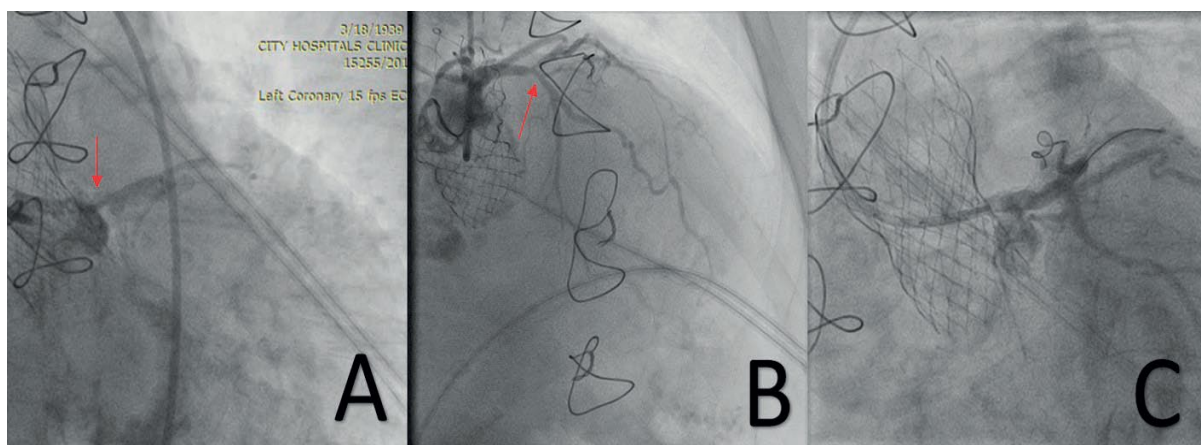 3/18/1939
CITY HOSPITALS CLINIC
15255/201
Left Coronary 15 fps EC
A
B
C